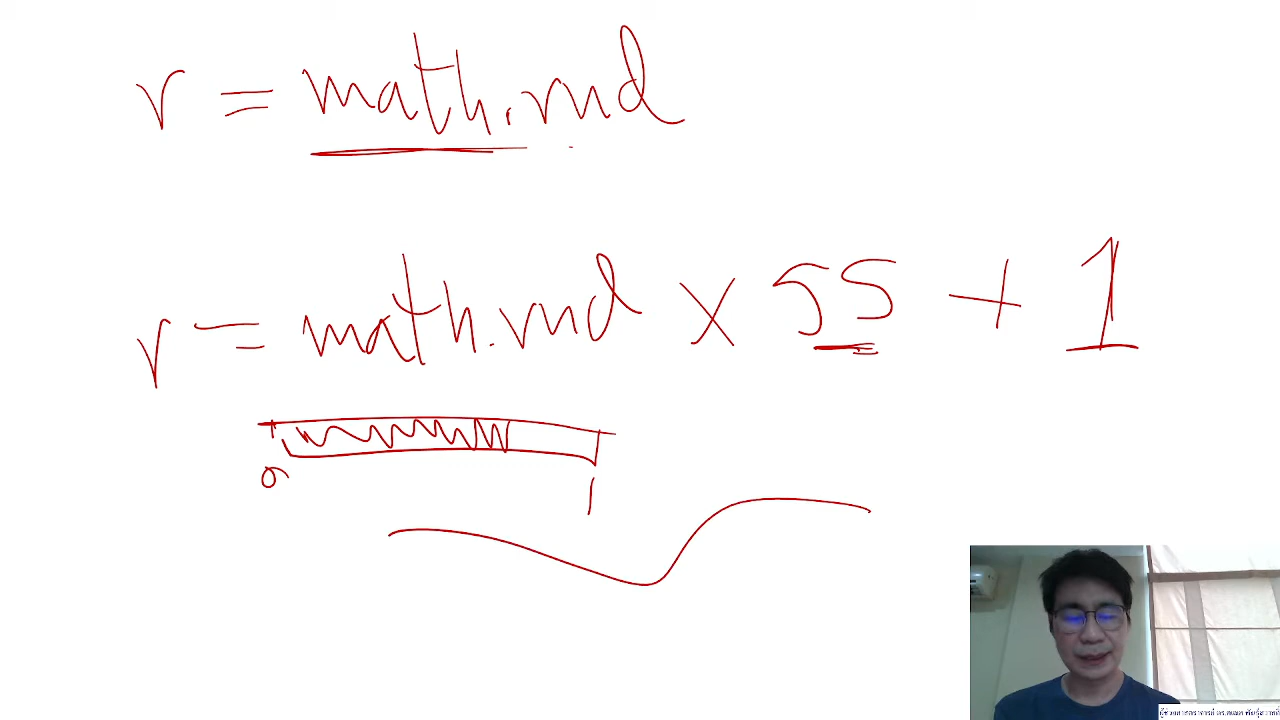 r = math.rnd
r = math.rnd x 55 + 1
0 1